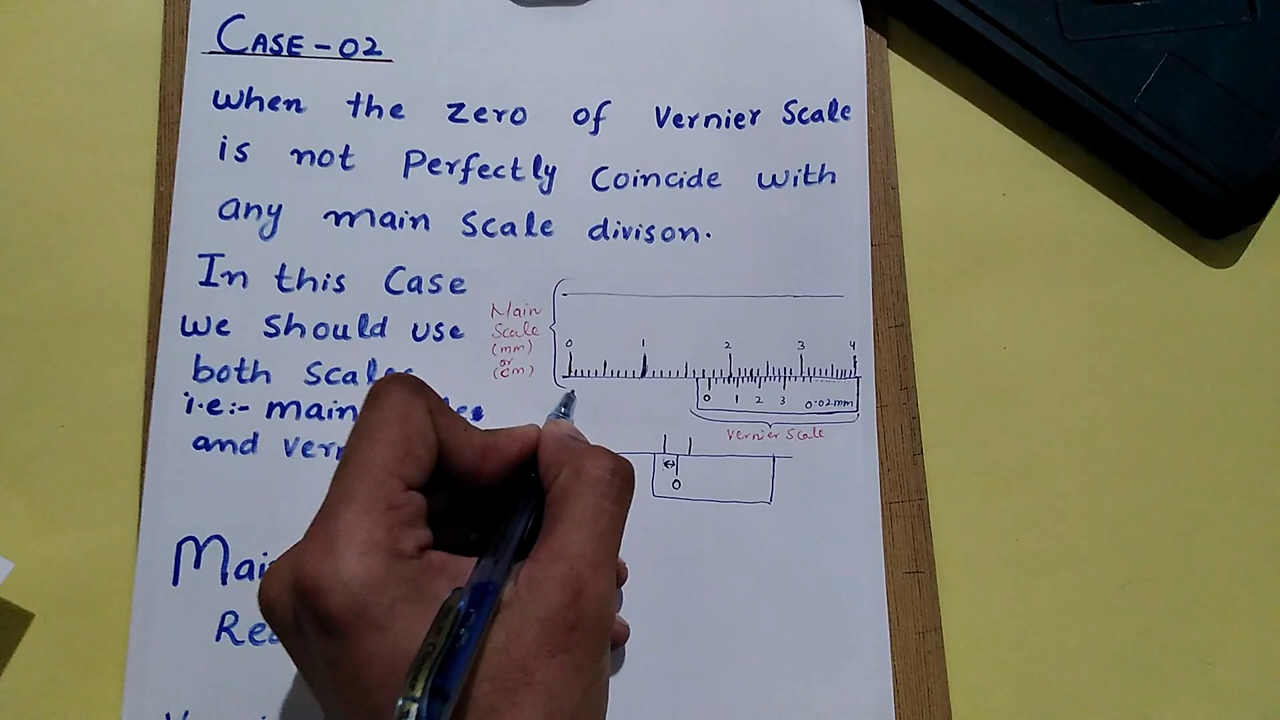 CASE-02
when the zero of Vernier Scale
is not Perfectly Coincide with
any main scale divison.
In this Case
we should use
both
i.e:- main
and
Main
Scale
(mm)
or
(cm)
0 1 2 3 4
0 1 2 3 0.02mm
Vernier Scale
0